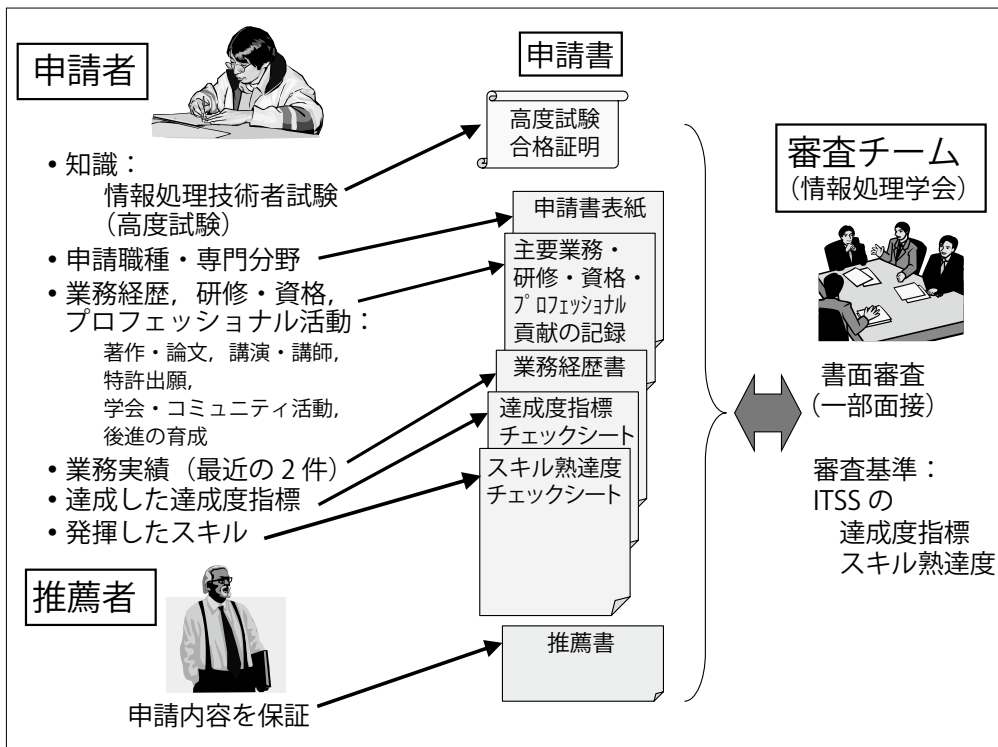 申請者
• 知識：
情報処理技術者試験
（高度試験）
• 申請職種・専門分野
• 業務経歴，研修・資格，
プロフェッショナル活動：
著作・論文，講演・講師，
特許出願，
学会・コミュニティ活動，
後進の育成
• 業務実績（最近の 2 件）
• 達成した達成度指標
• 発揮したスキル
推薦者
申請内容を保証
申請書
高度試験
合格証明
申請書表紙
主要業務・
研修・資格・
ﾌﾟﾛﾌｪｯｼｮﾅﾙ
貢献の記録
業務経歴書
達成度指標
チェックシート
スキル熟達度
チェックシート
推薦書
審査チーム
（情報処理学会）
書面審査
（一部面接）
審査基準：
ITSS の
達成度指標
スキル熟達度